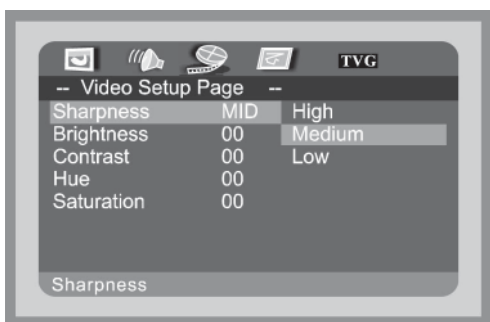 TVG
-- Video Setup Page --
Sharpness MID High
Brightness 00 Medium
Contrast 00 Low
Hue 00
Saturation 00
Sharpness